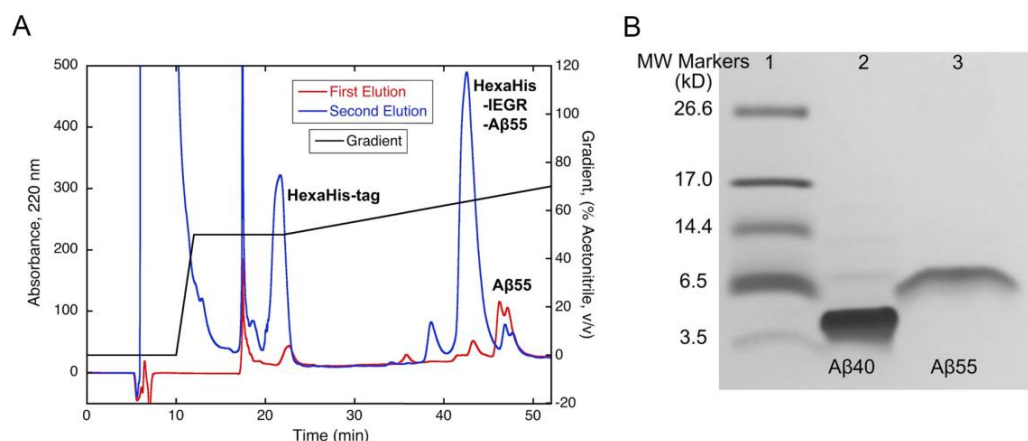 A
500
400
300
200
100
0
Absorbance, 220 nm
0
10
20
30
40
50
Time (min)
120
100
80
60
40
20
0
-20
Gradient, (% Acetonitrile, v/v)
First Elution
Second Elution
Gradient
HexaHis-tag
HexaHis
-IEGR
-Aβ55
Aβ55
B
MW Markers 1 2 3
(kD)
26.6
17.0
14.4
6.5
3.5
Aβ40 Aβ55